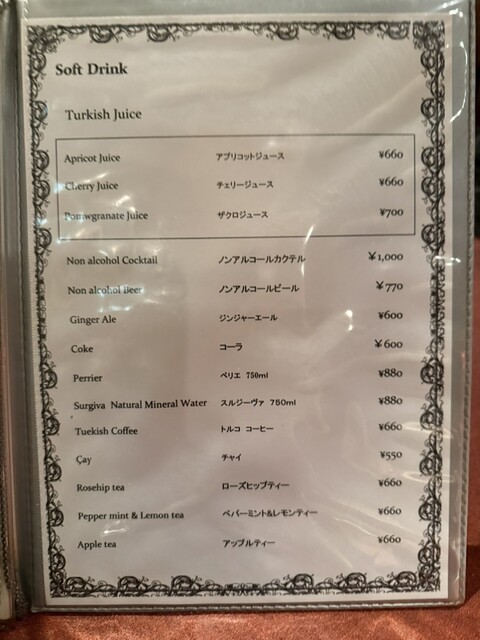 Soft Drink
Turkish Juice
Apricot Juice アプリコットジュース ¥660
Cherry Juice チェリージュース ¥660
Pomwgranate Juice ザクロジュース ¥700
Non alcohol Cocktail ノンアルコールカクテル ¥1,000
Non alcohol Beer ノンアルコールビール ¥770
Ginger Ale ジンジャーエール ¥600
Coke コーラ ¥600
Perrier ペリエ 750ml ¥880
Surgiva Natural Mineral Water スルジーヴァ 750ml ¥880
Tuekish Coffee トルコ コーヒー ¥660
Çay チャイ ¥550
Rosehip tea ローズヒップティー ¥660
Pepper mint & Lemon tea ペパーミント&レモンティー ¥660
Apple tea アップルティー ¥660